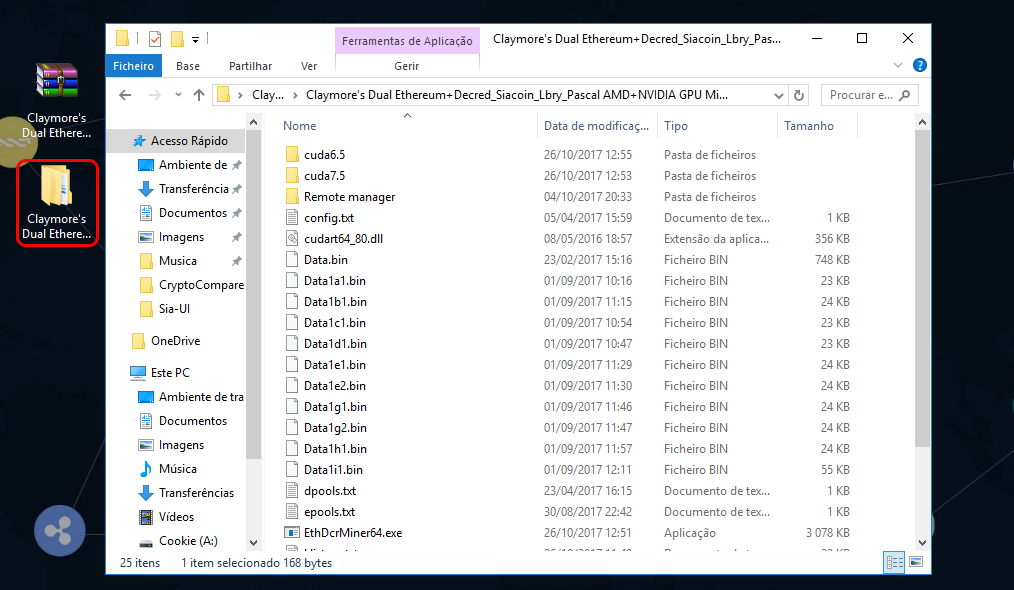 Claymore's
Dual Ethere...
Claymore's
Dual Ethere...
Ferramentas de Aplicação
Claymore's Dual Ethereum+Decred_Siacoin_Lbry_Pas...
Ficheiro
Base
Partilhar
Ver
Gerir
Clay...
Claymore's Dual Ethereum+Decred_Siacoin_Lbry_Pascal AMD+NVIDIA GPU Mi...
Procurar e...
Acesso Rápido
Ambiente de
Transferência
Documentos
Imagens
Musica
CryptoCompare
Sia-UI
OneDrive
Este PC
Ambiente de tra
Documentos
Imagens
Música
Transferências
Vídeos
Cookie (A:)
Nome Data de modificaç... Tipo Tamanho
cuda6.5 26/10/2017 12:55 Pasta de ficheiros
cuda7.5 26/10/2017 12:53 Pasta de ficheiros
Remote manager 04/10/2017 20:33 Pasta de ficheiros
config.txt 05/04/2017 15:59 Documento de tex... 1 KB
cudart64_80.dll 08/05/2016 18:57 Extensão da aplica... 356 KB
Data.bin 23/02/2017 15:16 Ficheiro BIN 748 KB
Data1a1.bin 01/09/2017 10:16 Ficheiro BIN 23 KB
Data1b1.bin 01/09/2017 11:15 Ficheiro BIN 24 KB
Data1c1.bin 01/09/2017 10:54 Ficheiro BIN 23 KB
Data1d1.bin 01/09/2017 10:47 Ficheiro BIN 23 KB
Data1e1.bin 01/09/2017 11:29 Ficheiro BIN 24 KB
Data1e2.bin 01/09/2017 11:30 Ficheiro BIN 24 KB
Data1g1.bin 01/09/2017 11:46 Ficheiro BIN 24 KB
Data1g2.bin 01/09/2017 11:47 Ficheiro BIN 24 KB
Data1h1.bin 01/09/2017 11:57 Ficheiro BIN 24 KB
Data1i1.bin 01/09/2017 12:11 Ficheiro BIN 55 KB
dpools.txt 23/04/2017 16:15 Documento de tex... 1 KB
epools.txt 30/08/2017 22:42 Documento de tex... 1 KB
EthDcrMiner64.exe 26/10/2017 12:51 Aplicação 3 078 KB
25 itens 1 item selecionado 168 bytes